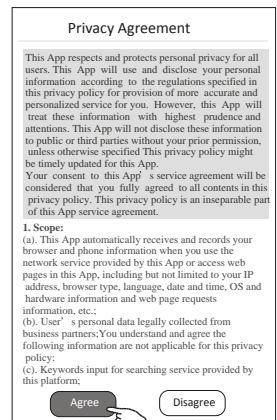 Privacy Agreement
This App respects and protects personal privacy for all
users. This App will use and disclose your personal
information according to the regulations specified in
this privacy policy for provision of more accurate and
personalized service for you. However, this App will
treat these information with highest prudence and
attentions. This App will not disclose these information
to public or third parties without your prior permission,
unless otherwise specified This privacy policy might
be timely updated for this App.
Your consent to this App's service agreement will be
considered that you fully agreed to all contents in this
privacy policy. This privacy policy is an inseparable part
of this App service agreement.
1. Scope:
(a). This App automatically receives and records your
browser and phone information when you use the
network service provided by this App or access web
pages in this App, including but not limited to your IP
address, browser type, language, date and time, OS and
hardware information and web page requests
information, etc.;
(b). User's personal data legally collected from
business partners;You understand and agree the
following information are not applicable for this privacy
policy:
(c). Keywords input for searching service provided by
this platform;
Agree Disagree